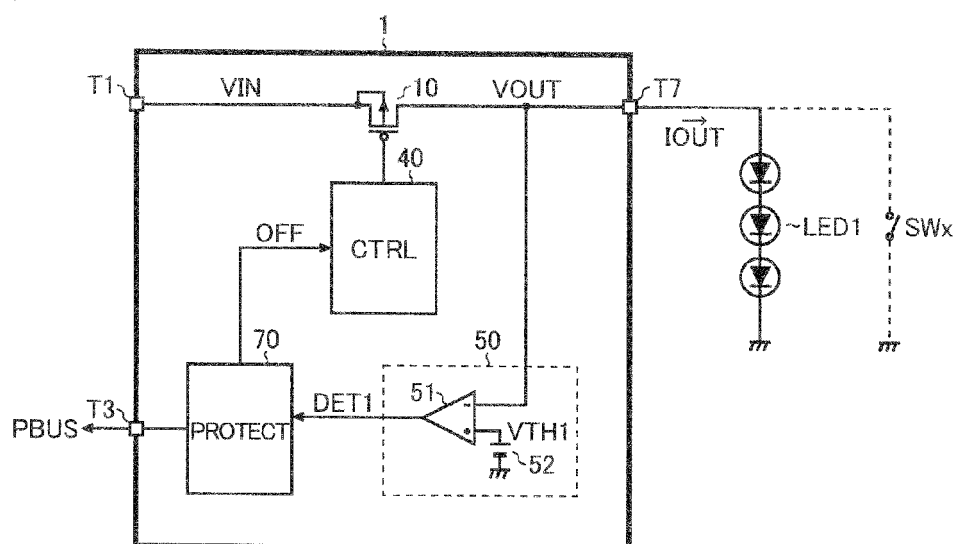 1
T1
VIN
10
VOUT
T7
IOUT
40
OFF
CTRL
LED1
SWx
70
50
51
DET1
T3
PBUS
PROTECT
VTH1
52